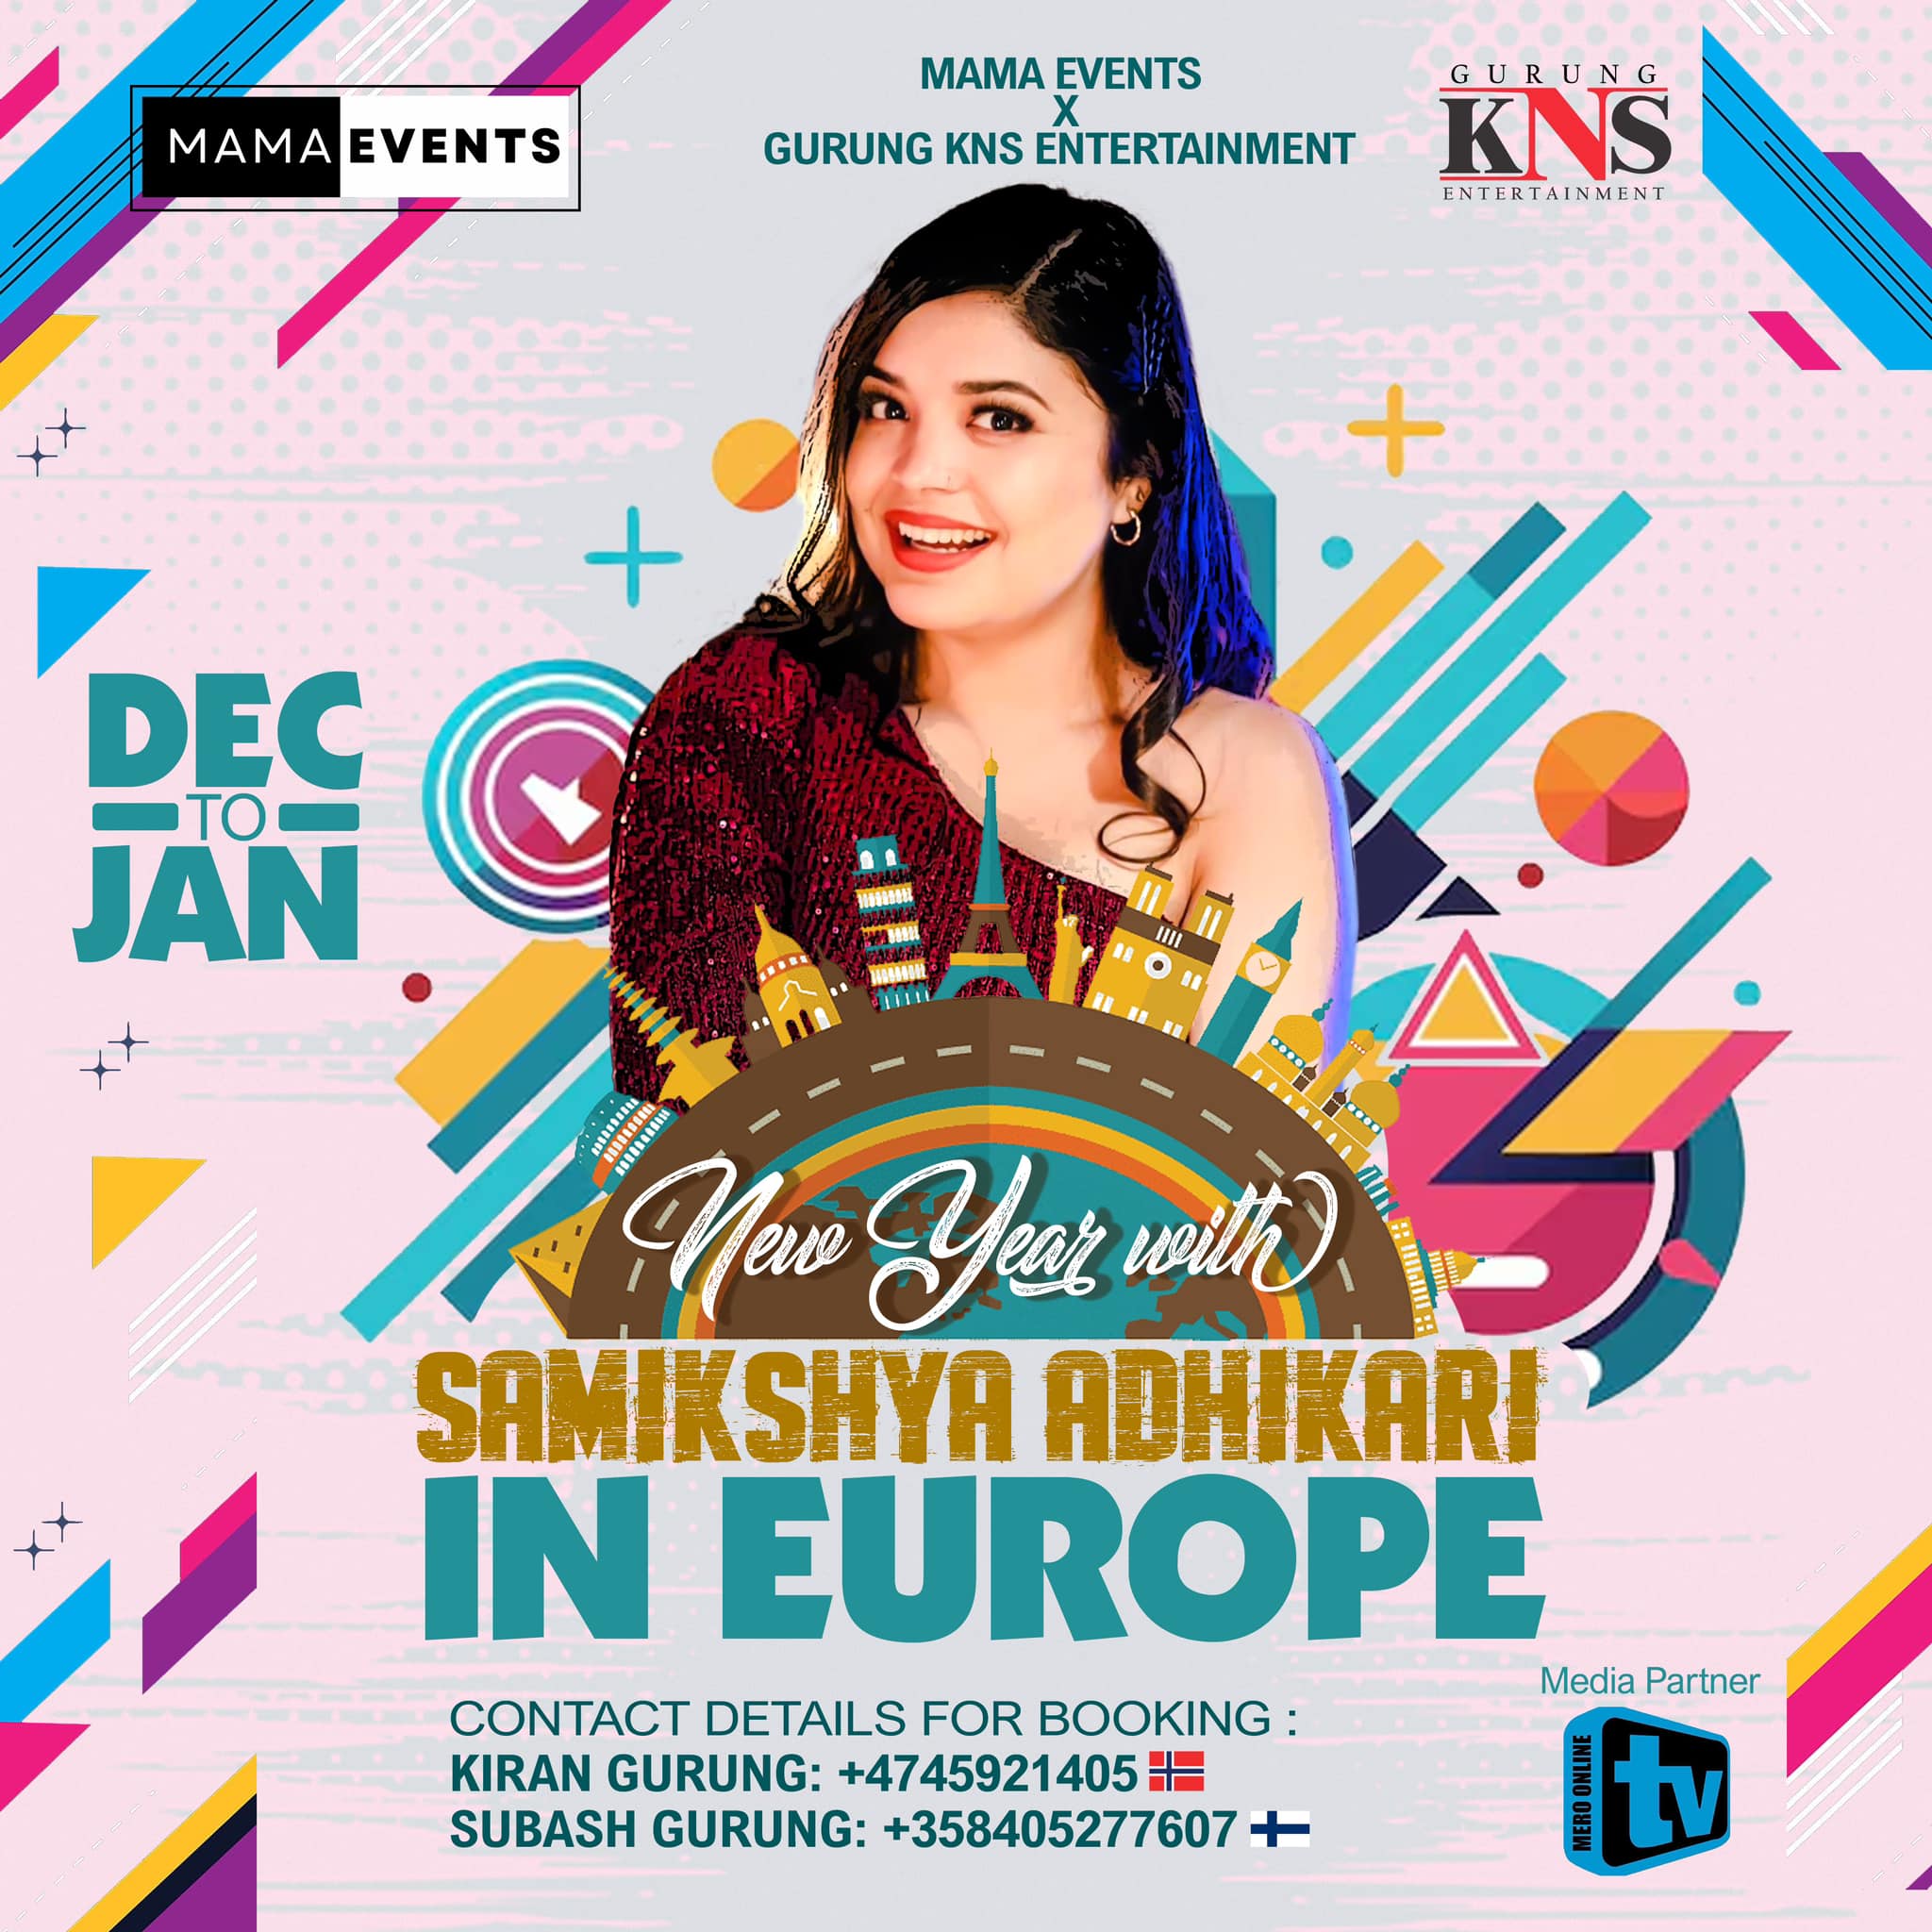 MAMA EVENTS
MAMA EVENTS
X
GURUNG KNS ENTERTAINMENT
GURUNG
KNS
ENTERTAINMENT
DEC
TO
JAN
New Year with
SAMIKSHYA ADHIKARI
IN EUROPE
CONTACT DETAILS FOR BOOKING :
KIRAN GURUNG: +4745921405
SUBASH GURUNG: +358405277607
Media Partner
MERO ONLINE
tv